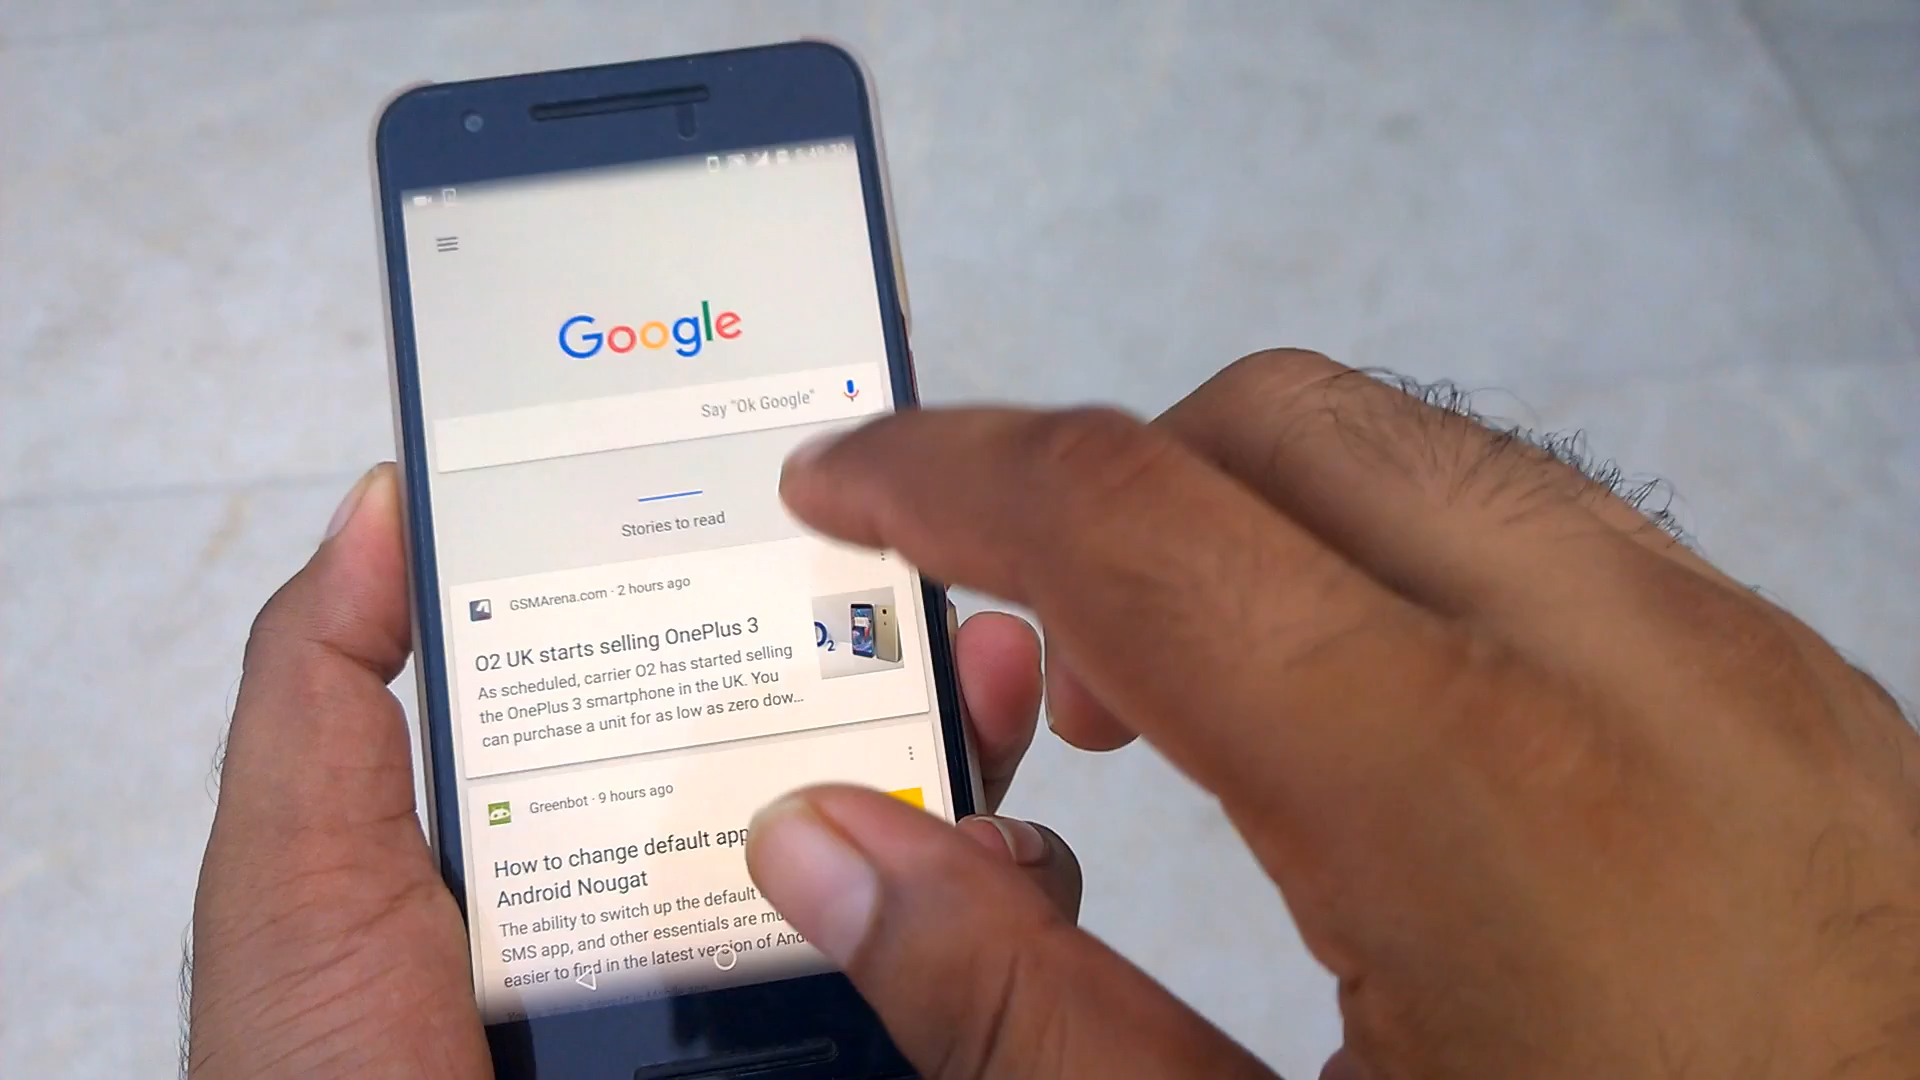 Google
Say "Ok Google"
Stories to read
GSMArena.com · 2 hours ago
O2 UK starts selling OnePlus 3
As scheduled, carrier O2 has started selling
the OnePlus 3 smartphone in the UK. You
can purchase a unit for as low as zero dow...
O2
Greenbot · 9 hours ago
How to change default app
Android Nougat
The ability to switch up the default
SMS app, and other essentials are mu
easier to find in the latest version of And